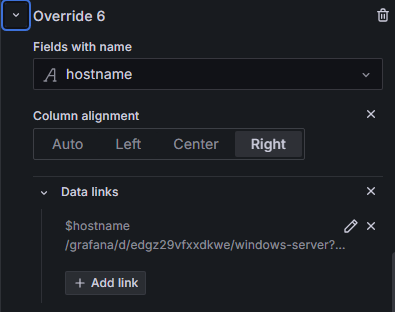 Override 6
Fields with name
hostname
Column alignment
Auto Left Center Right
Data links
$hostname
/grafana/d/edgz29vfxxdkwe/windows-server?...
+ Add link